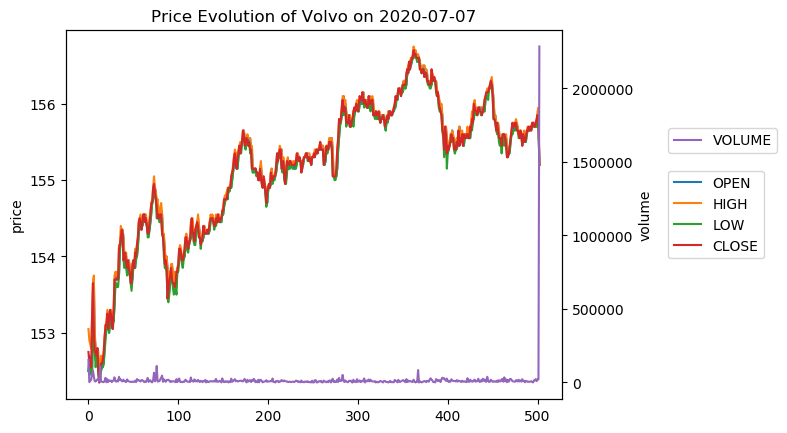 Price Evolution of Volvo on 2020-07-07
price
156
155
154
153
0
100
200
300
400
500
2000000
1500000
1000000
500000
0
volume
VOLUME
OPEN
HIGH
LOW
CLOSE